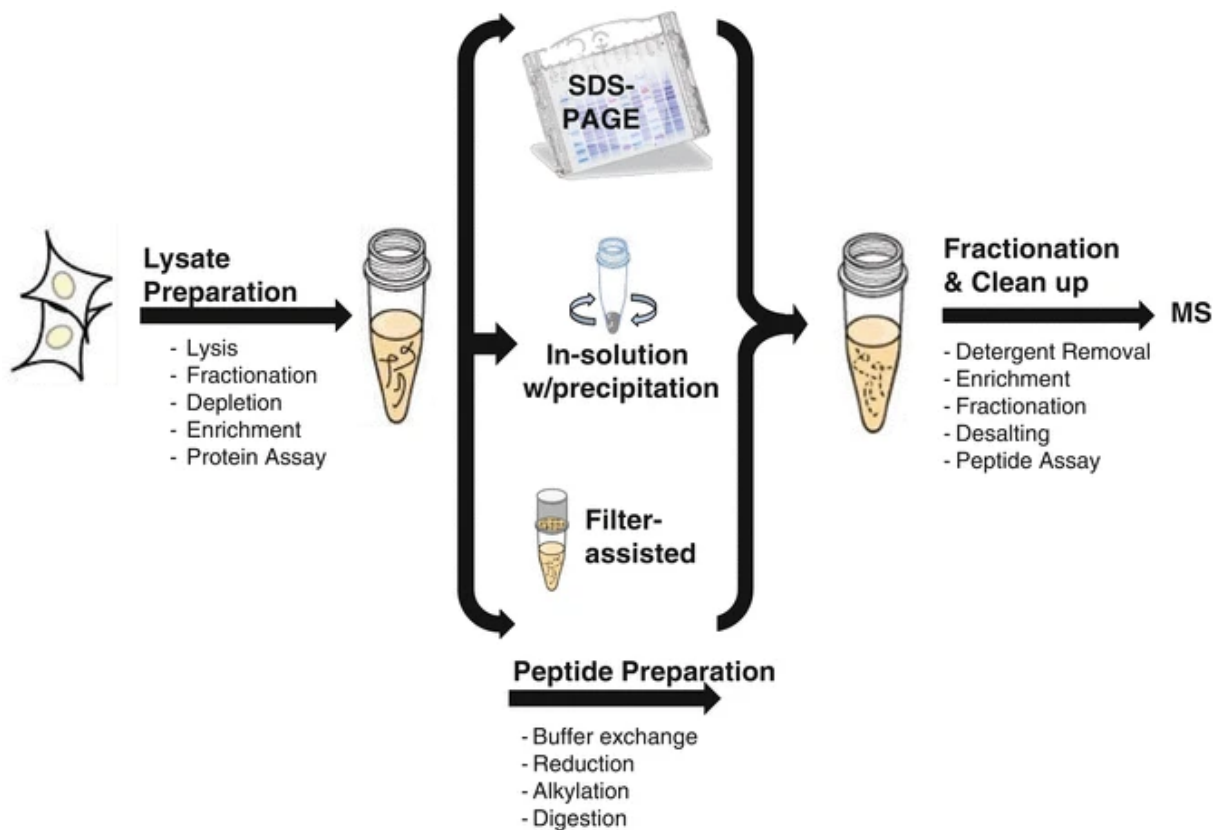 SDS-
PAGE
Lysate
Preparation
- Lysis
- Fractionation
- Depletion
- Enrichment
- Protein Assay
In-solution
w/precipitation
Filter-
assisted
Peptide Preparation
- Buffer exchange
- Reduction
- Alkylation
- Digestion
Fractionation
& Clean up
- Detergent Removal
- Enrichment
- Fractionation
- Desalting
- Peptide Assay
MS